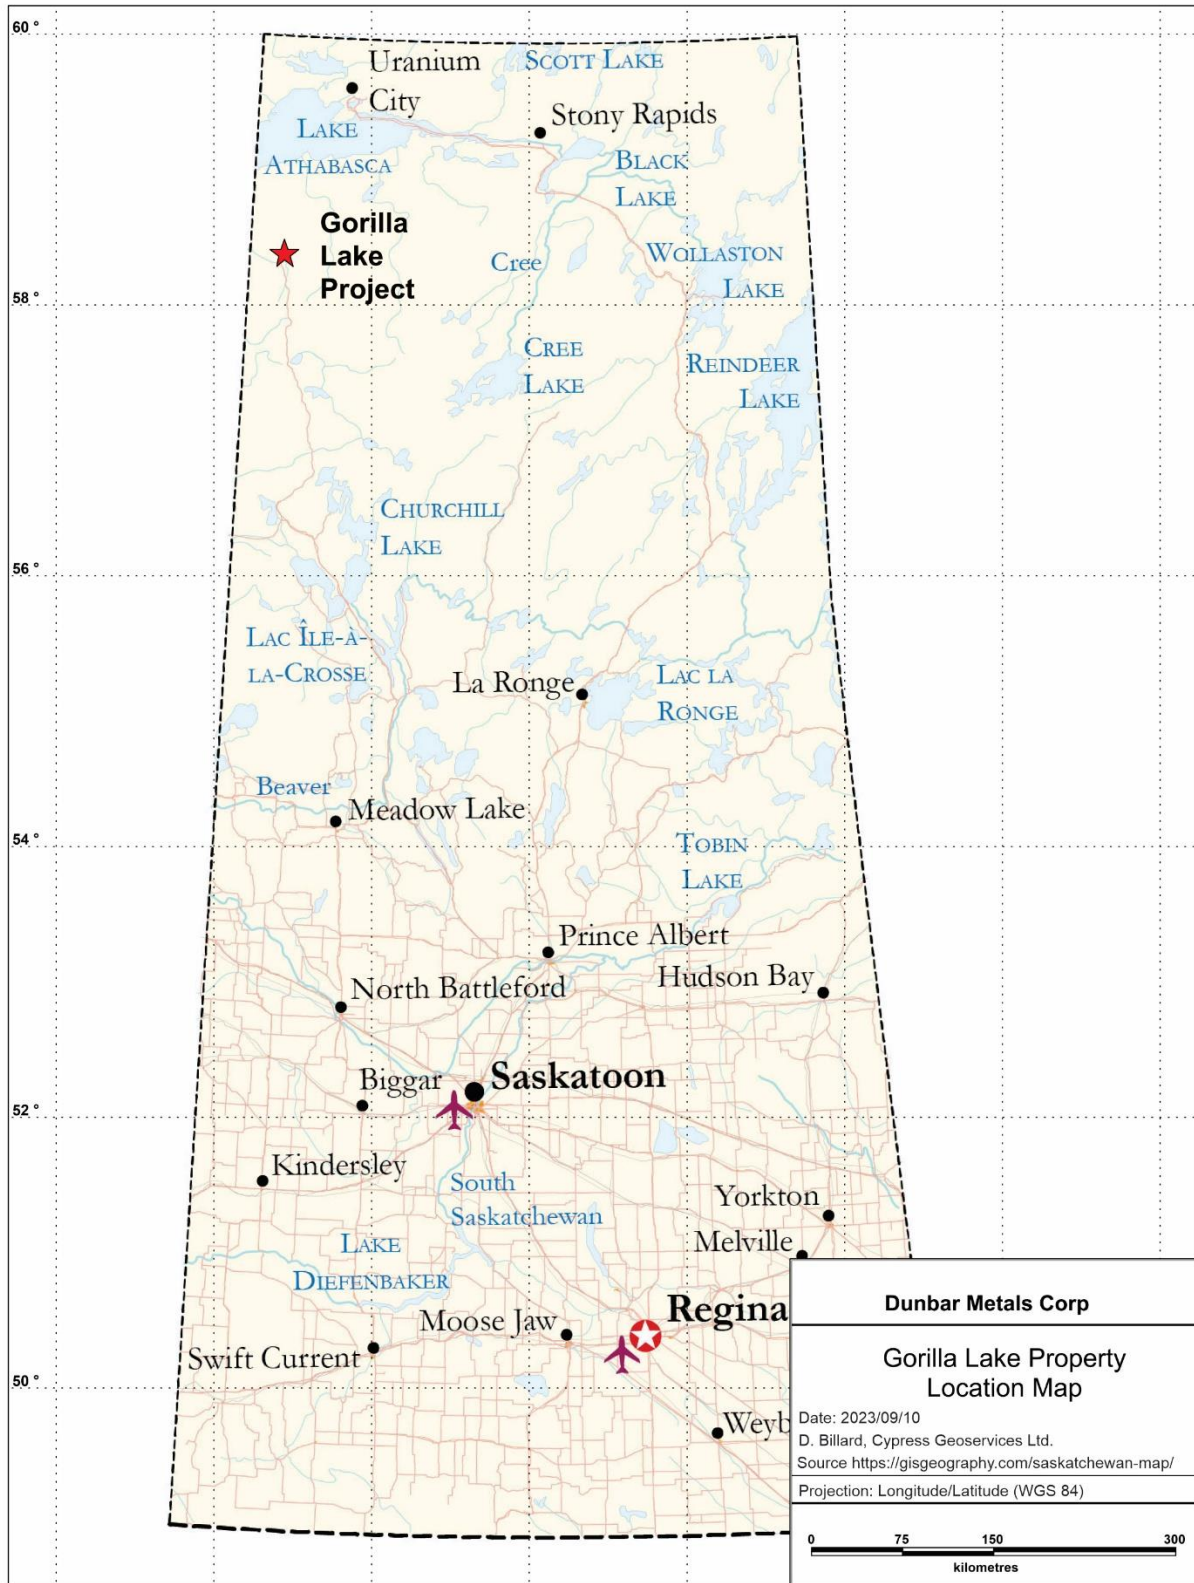 60 °
Uranium
City
SCOTT LAKE
Stony Rapids
LAKE
ATHABASCA
BLACK
LAKE
Gorilla
Lake
Project
Cree
WOLLASTON
LAKE
58 °
CREE
LAKE
REINDEER
LAKE
CHURCHILL
LAKE
56 °
LAC ÎLE-À-
LA-CROSSE
La Ronge
LAC LA
RONGE
Beaver
Meadow Lake
54 °
TOBIN
LAKE
Prince Albert
Hudson Bay
North Battleford
Biggar
Saskatoon
52 °
Kindersley
South
Saskatchewan
Yorkton
Melville
LAKE
DIEFENBAKER
Moose Jaw
Regina
Swift Current
50 °
Weyb
Dunbar Metals Corp
Gorilla Lake Property
Location Map
Date: 2023/09/10
D. Billard, Cypress Geoservices Ltd.
Source https://gisgeography.com/saskatchewan-map/
Projection: Longitude/Latitude (WGS 84)
0 75 150 300
kilometres